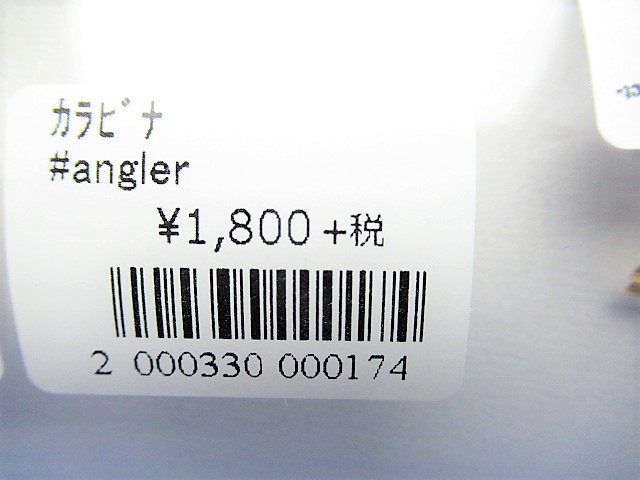 ｶﾗﾋﾞﾅ
#angler
¥1,800+税
2 000330 000174